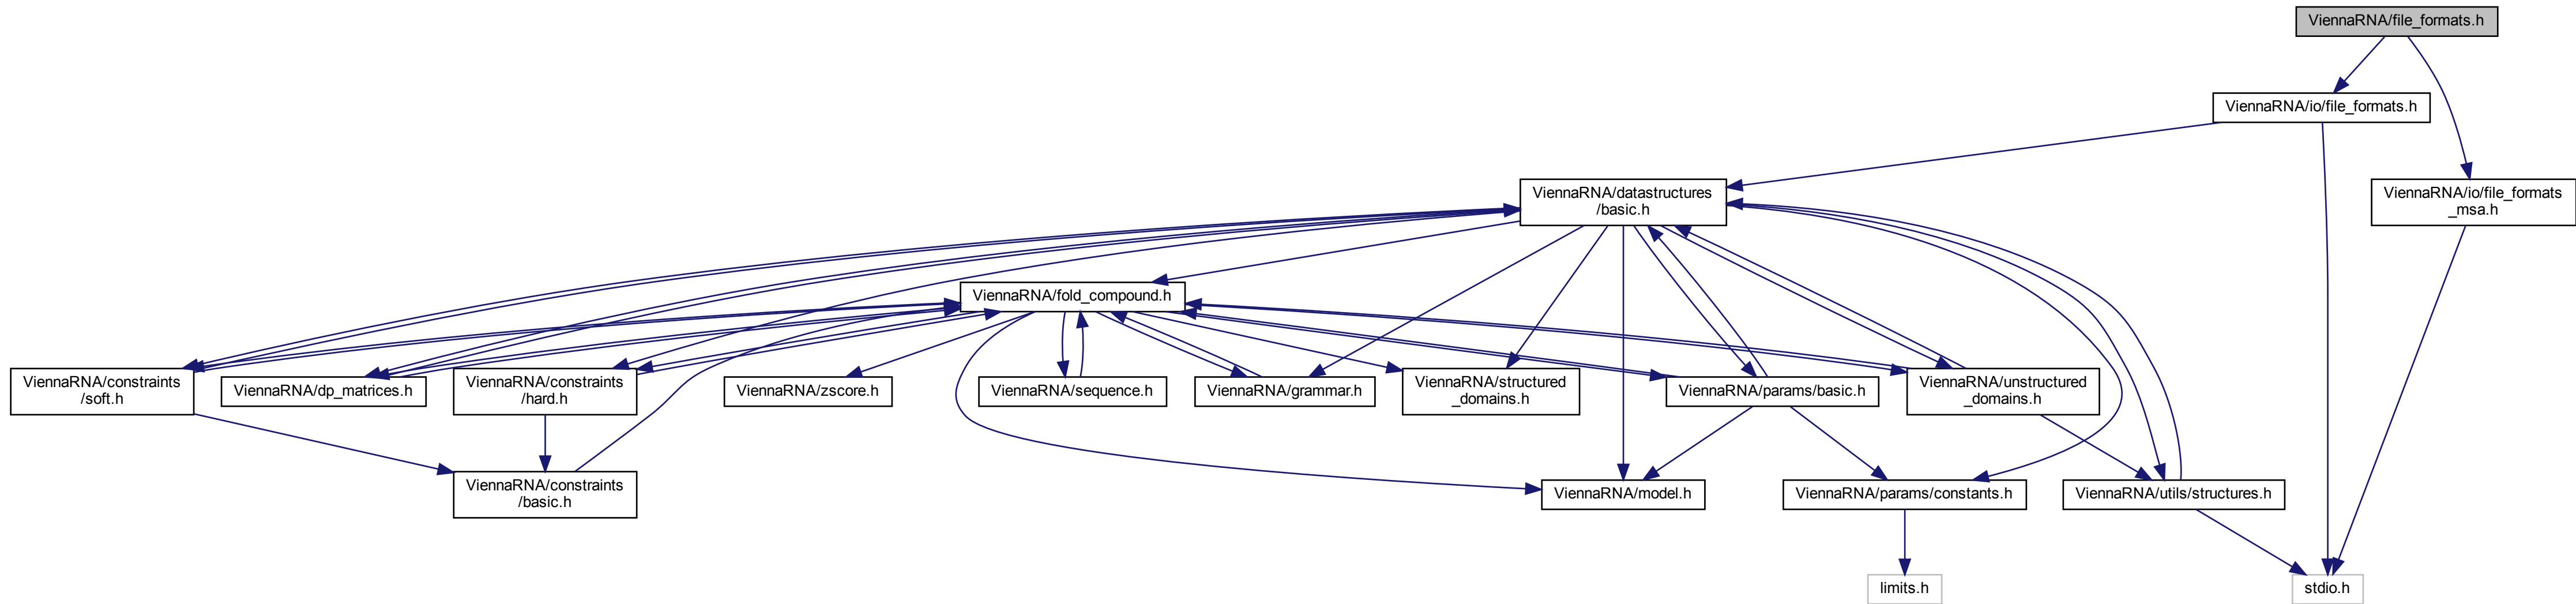 ViennaRNA/file_formats.h
ViennaRNA/io/file_formats.h
ViennaRNA/datastructures
/basic.h
ViennaRNA/io/file_formats
_msa.h
ViennaRNA/fold_compound.h
ViennaRNA/constraints
/soft.h
ViennaRNA/dp_matrices.h
ViennaRNA/constraints
/hard.h
ViennaRNA/zscore.h
ViennaRNA/sequence.h
ViennaRNA/grammar.h
ViennaRNA/structured
_domains.h
ViennaRNA/params/basic.h
ViennaRNA/unstructured
_domains.h
ViennaRNA/constraints
/basic.h
ViennaRNA/model.h
ViennaRNA/params/constants.h
ViennaRNA/utils/structures.h
limits.h
stdio.h